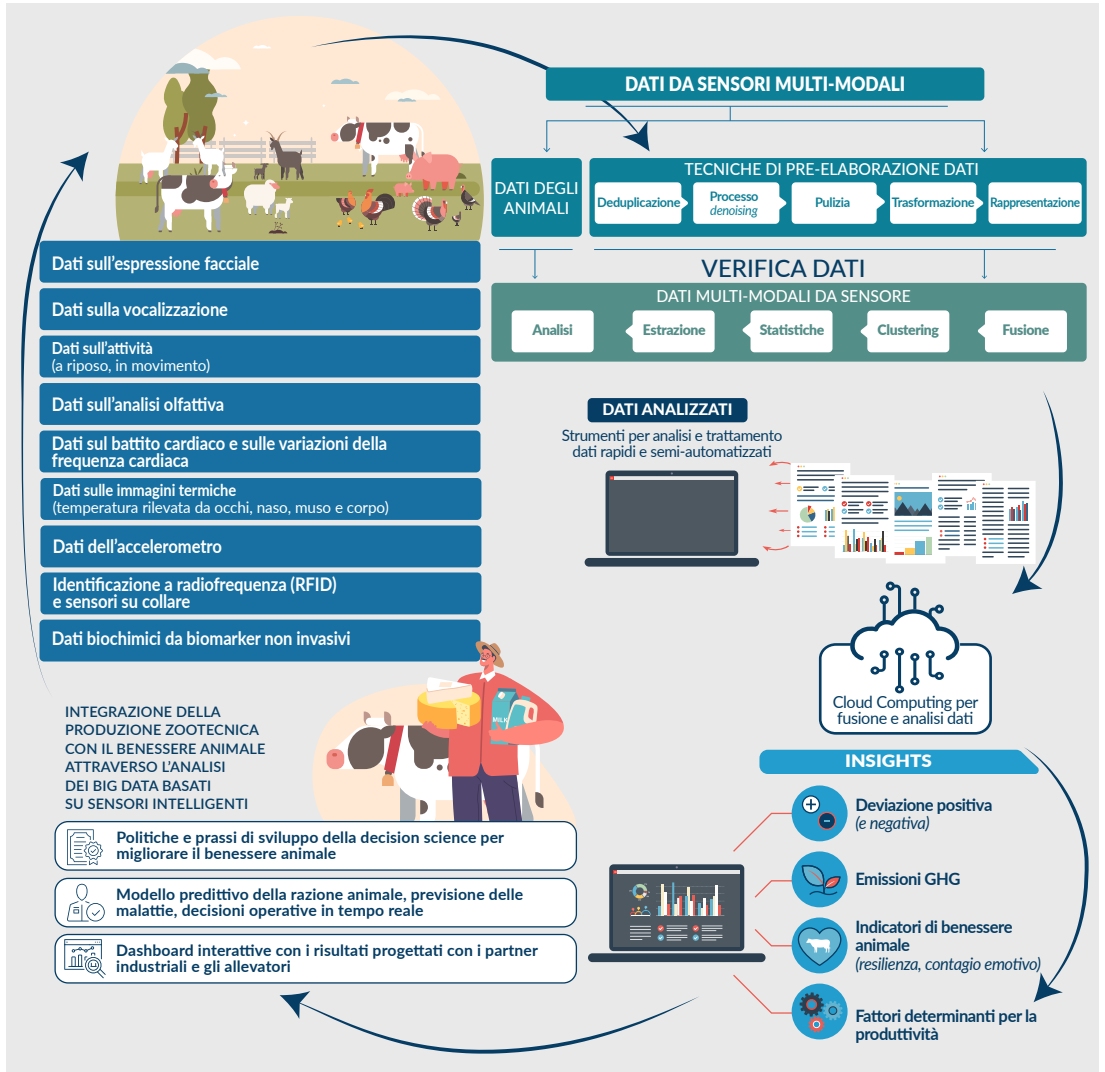 DATI DA SENSORI MULTI-MODALI
DATI DEGLI
ANIMALI
TECNICHE DI PRE-ELABORAZIONE DATI
Deduplicazione
Processo
denoising
Pulizia
Trasformazione
Rappresentazione
VERIFICA DATI
DATI MULTI-MODALI DA SENSORE
Analisi
Estrazione
Statistiche
Clustering
Fusione
Dati sull'espressione facciale
Dati sulla vocalizzazione
Dati sull'attività
(a riposo, in movimento)
Dati sull'analisi olfattiva
Dati sul battito cardiaco e sulle variazioni della
frequenza cardiaca
Dati sulle immagini termiche
(temperatura rilevata da occhi, naso, muso e corpo)
Dati dell'accelerometro
Identificazione a radiofrequenza (RFID)
e sensori su collare
Dati biochimici da biomarker non invasivi
DATI ANALIZZATI
Strumenti per analisi e trattamento
dati rapidi e semi-automatizzati
Cloud Computing per
fusione e analisi dati
INSIGHTS
Deviazione positiva
(e negativa)
Emissioni GHG
Indicatori di benessere
animale
(resilienza, contagio emotivo)
Fattori determinanti per la
produttività
INTEGRAZIONE DELLA
PRODUZIONE ZOOTECNICA
CON IL BENESSERE ANIMALE
ATTRAVERSO L'ANALISI
DEI BIG DATA BASATI
SU SENSORI INTELLIGENTI
MILK
Politiche e prassi di sviluppo della decision science per
migliorare il benessere animale
Modello predittivo della razione animale, previsione delle
malattie, decisioni operative in tempo reale
Dashboard interattive con i risultati progettati con i partner
industriali e gli allevatori